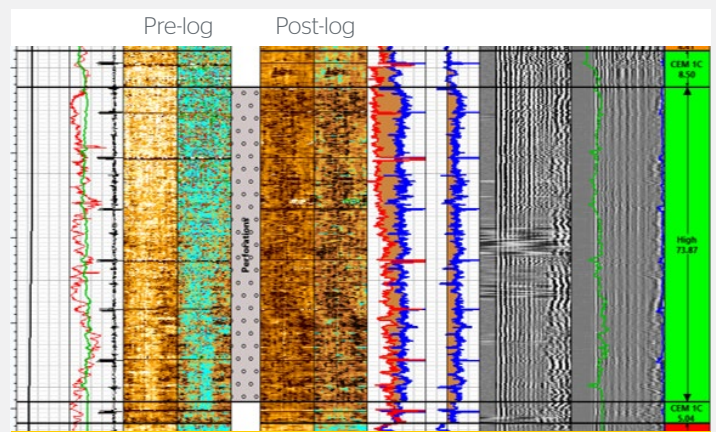 Pre-log
Post-log
CEM 1C
8.50
Perforations
High
73.87
CEM 1C
5.04